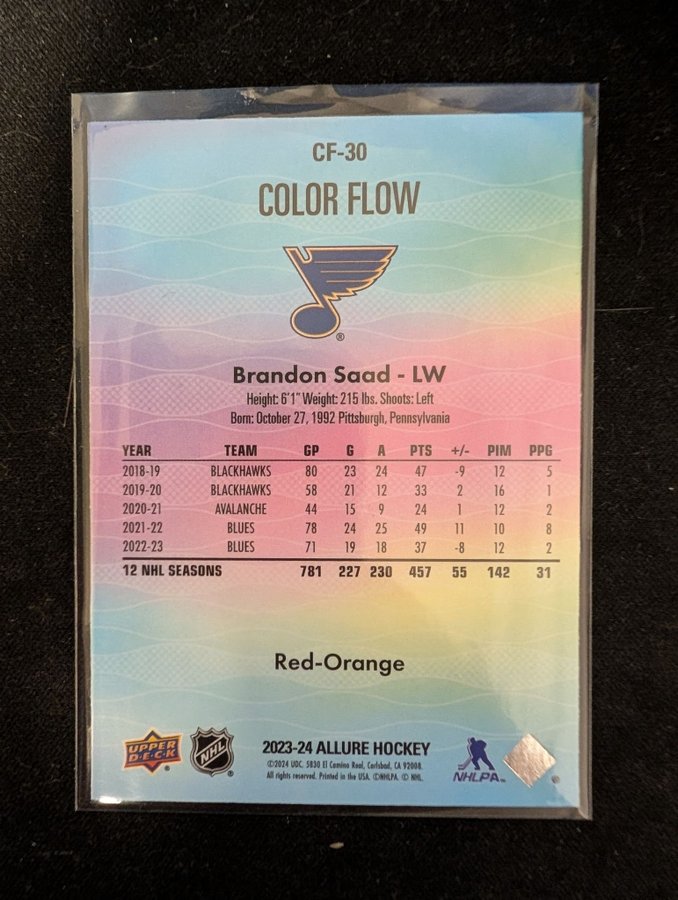 CF-30
COLOR FLOW
®
Brandon Saad - LW
Height: 6'1" Weight: 215 lbs. Shoots: Left
Born: October 27, 1992 Pittsburgh, Pennsylvania
YEAR TEAM GP G A PTS +/- PIM PPG
2018-19 BLACKHAWKS 80 23 24 47 -9 12 5
2019-20 BLACKHAWKS 58 21 12 33 2 16 1
2020-21 AVALANCHE 44 15 9 24 1 12 2
2021-22 BLUES 78 24 25 49 11 10 8
2022-23 BLUES 71 19 18 37 -8 12 2
12 NHL SEASONS 781 227 230 457 55 142 31
Red-Orange
UPPER DECK ®
NHL ®
2023-24 ALLURE HOCKEY
©2024 UDC. 5830 El Camino Real, Carlsbad, CA 92008.
All rights reserved. Printed in the USA. ©NHLPA. © NHL.
NHLPA™
®